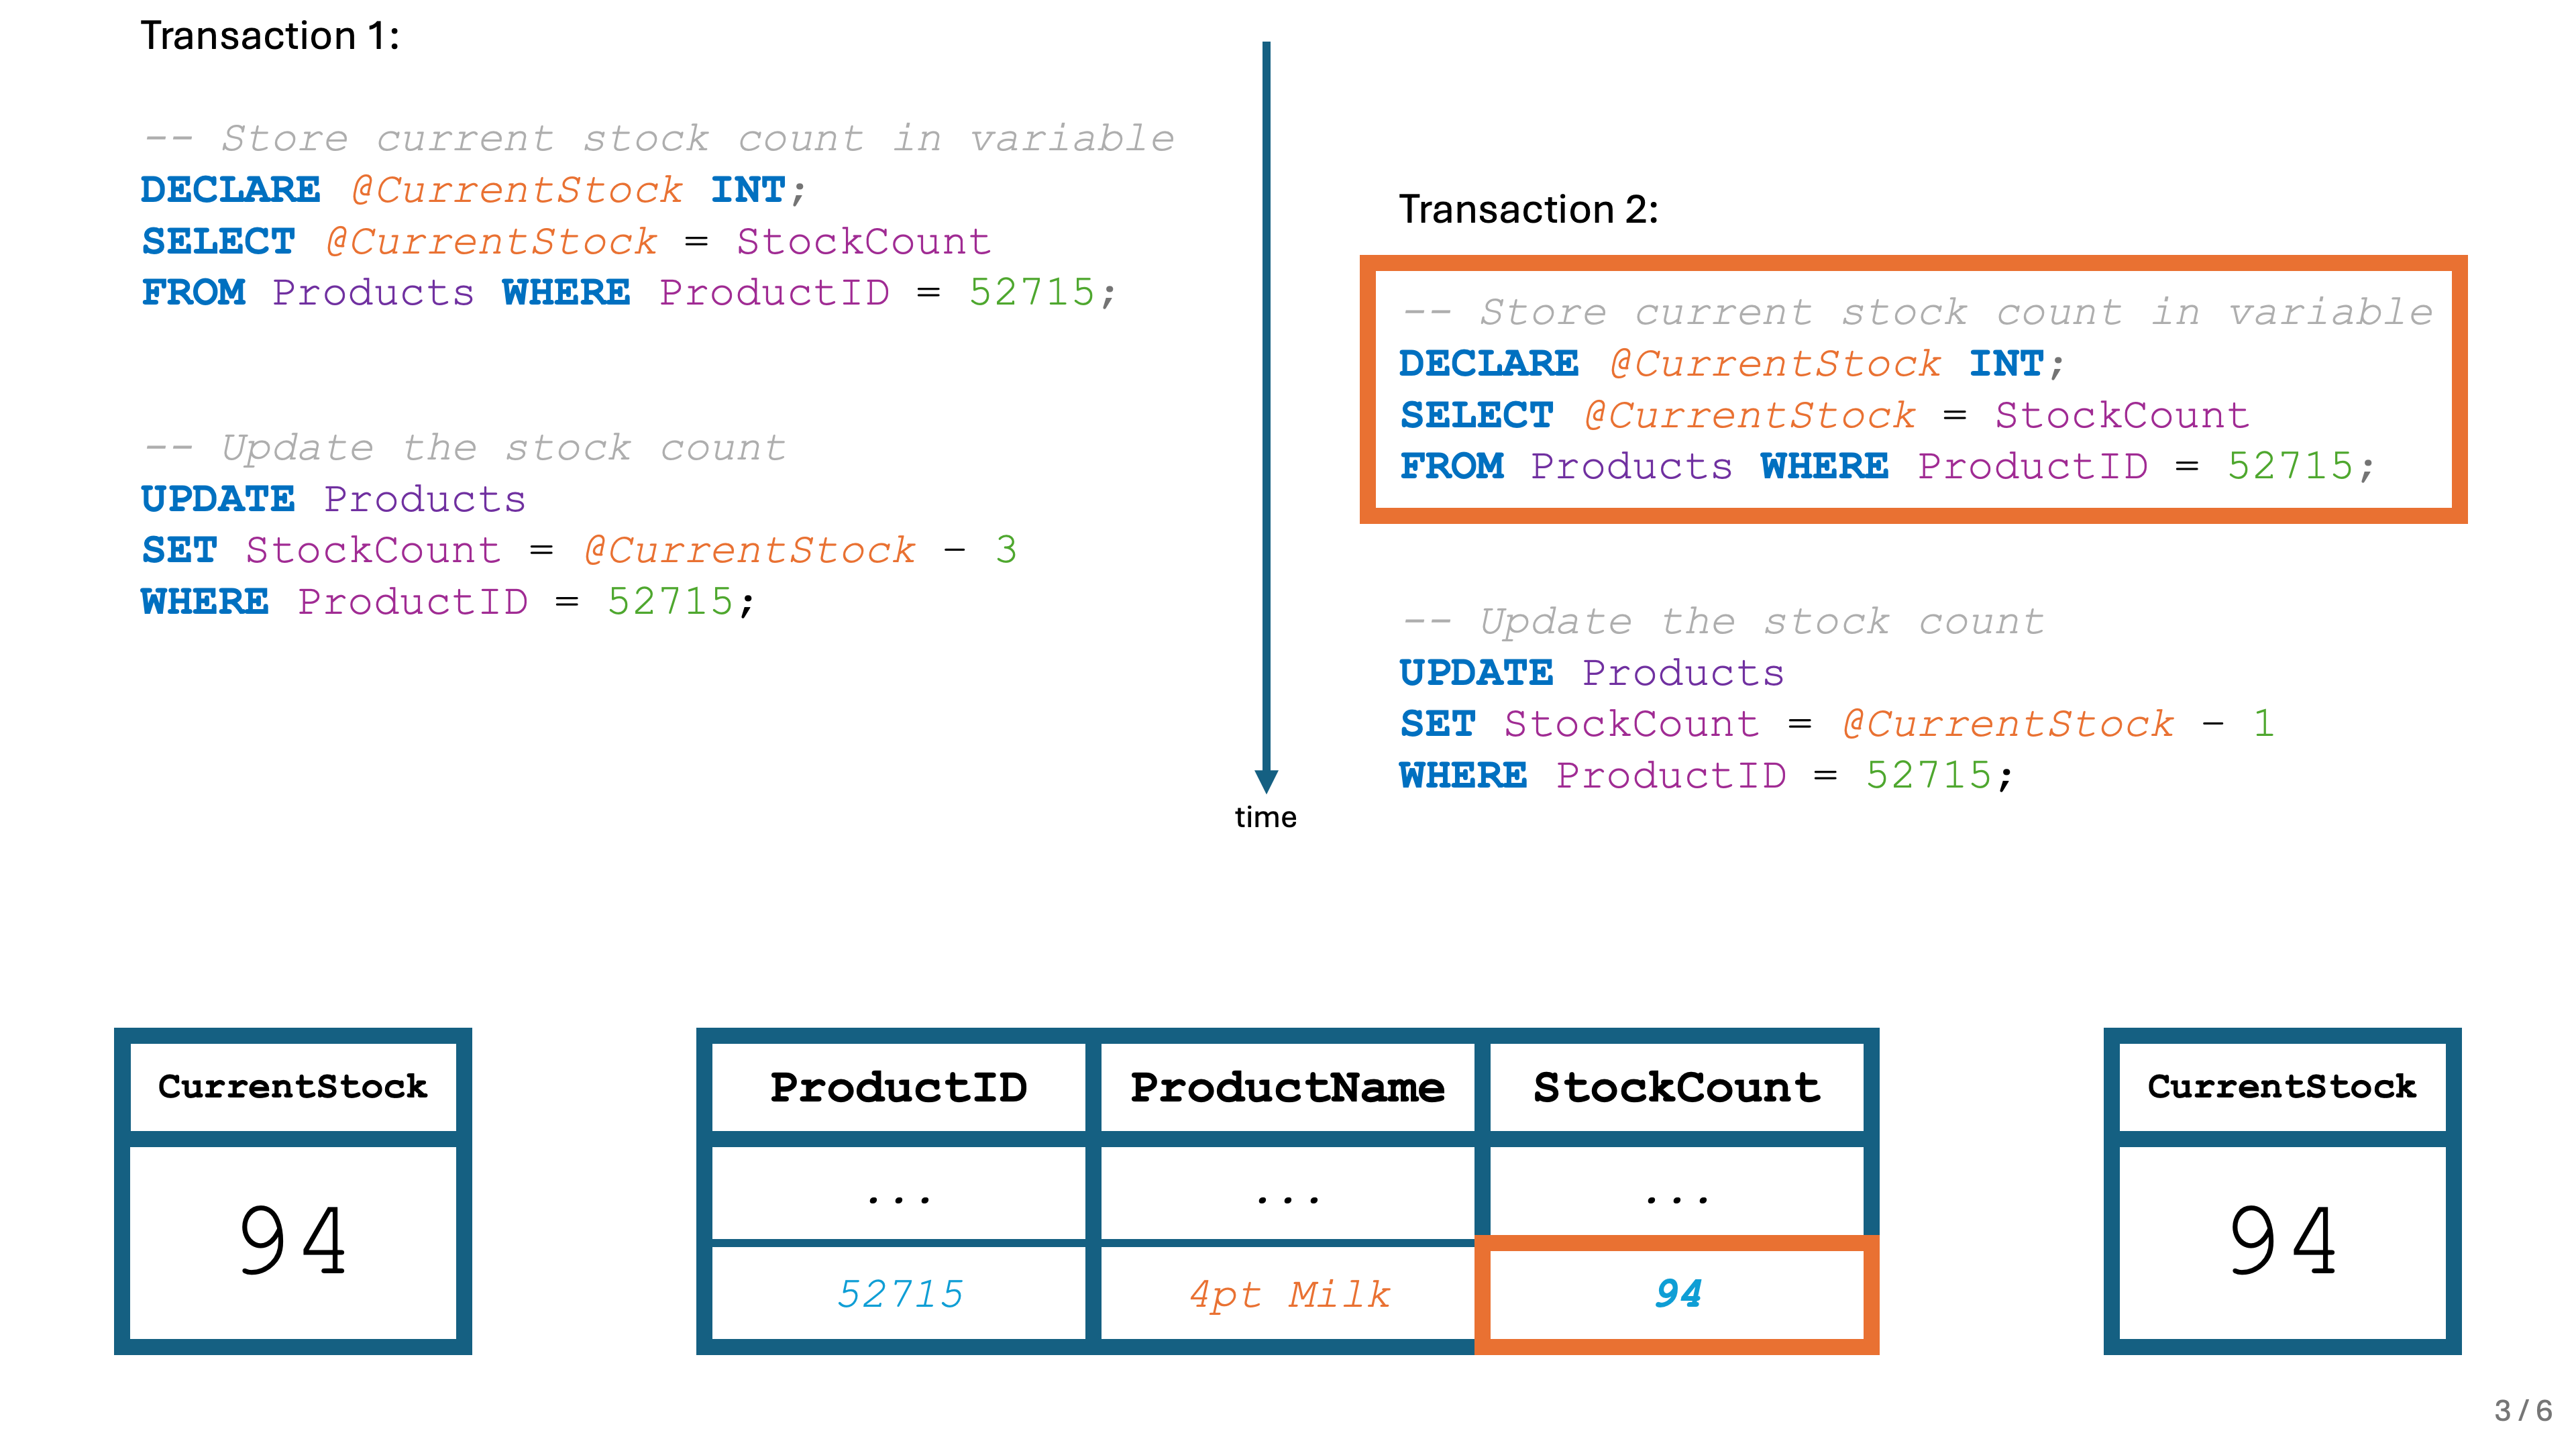 Transaction 1:
-- Store current stock count in variable
DECLARE @CurrentStock INT;
SELECT @CurrentStock = StockCount
FROM Products WHERE ProductID = 52715;
-- Update the stock count
UPDATE Products
SET StockCount = @CurrentStock - 3
WHERE ProductID = 52715;
time
Transaction 2:
-- Store current stock count in variable
DECLARE @CurrentStock INT;
SELECT @CurrentStock = StockCount
FROM Products WHERE ProductID = 52715;
-- Update the stock count
UPDATE Products
SET StockCount = @CurrentStock - 1
WHERE ProductID = 52715;
CurrentStock
94
ProductID ProductName StockCount
... ... ...
52715 4pt Milk 94
CurrentStock
94
3 / 6